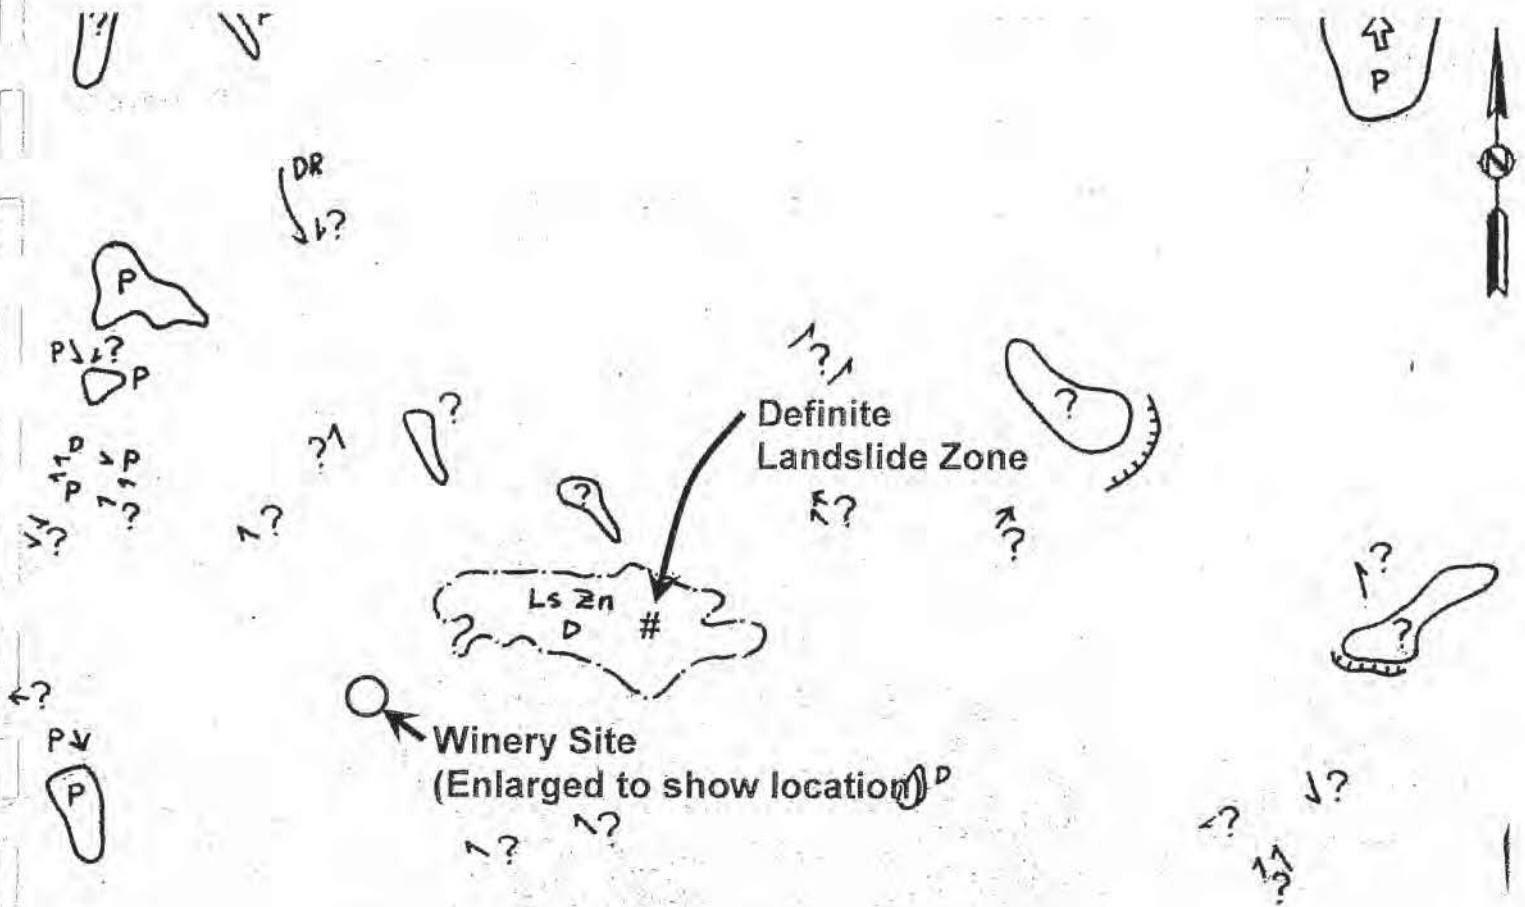 ?
P
P
N
DR
?
P
P ?
P
?
Definite
Landslide Zone
?
?
?
D P
P ?
?
?
?
?
?
?
Ls Zn
D #
?
?
?
?
P
P
Winery Site
(Enlarged to show location)
D
?
?
?
?
?